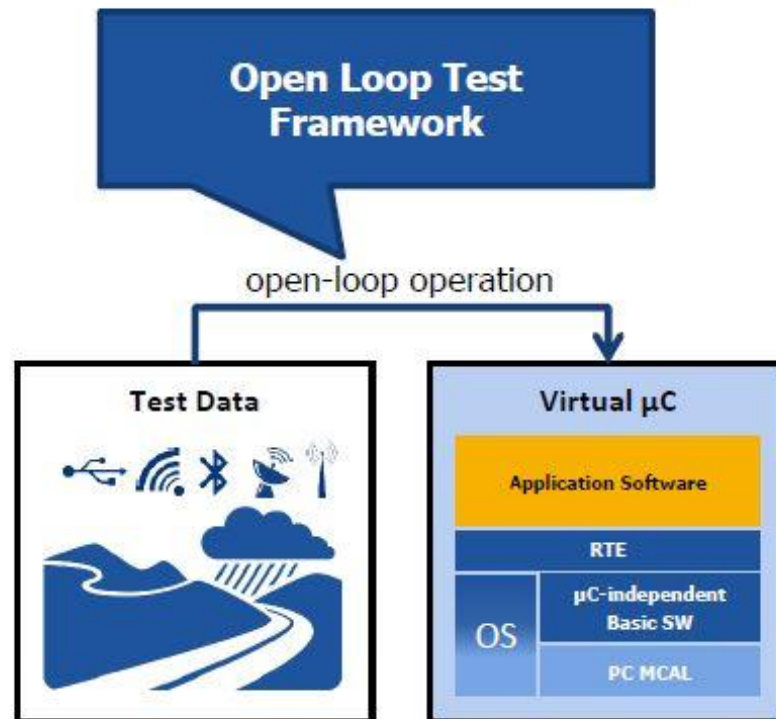 Open Loop Test
Framework
open-loop operation
Test Data
Virtual µC
Application Software
RTE
OS
µC-independent
Basic SW
PC MCAL